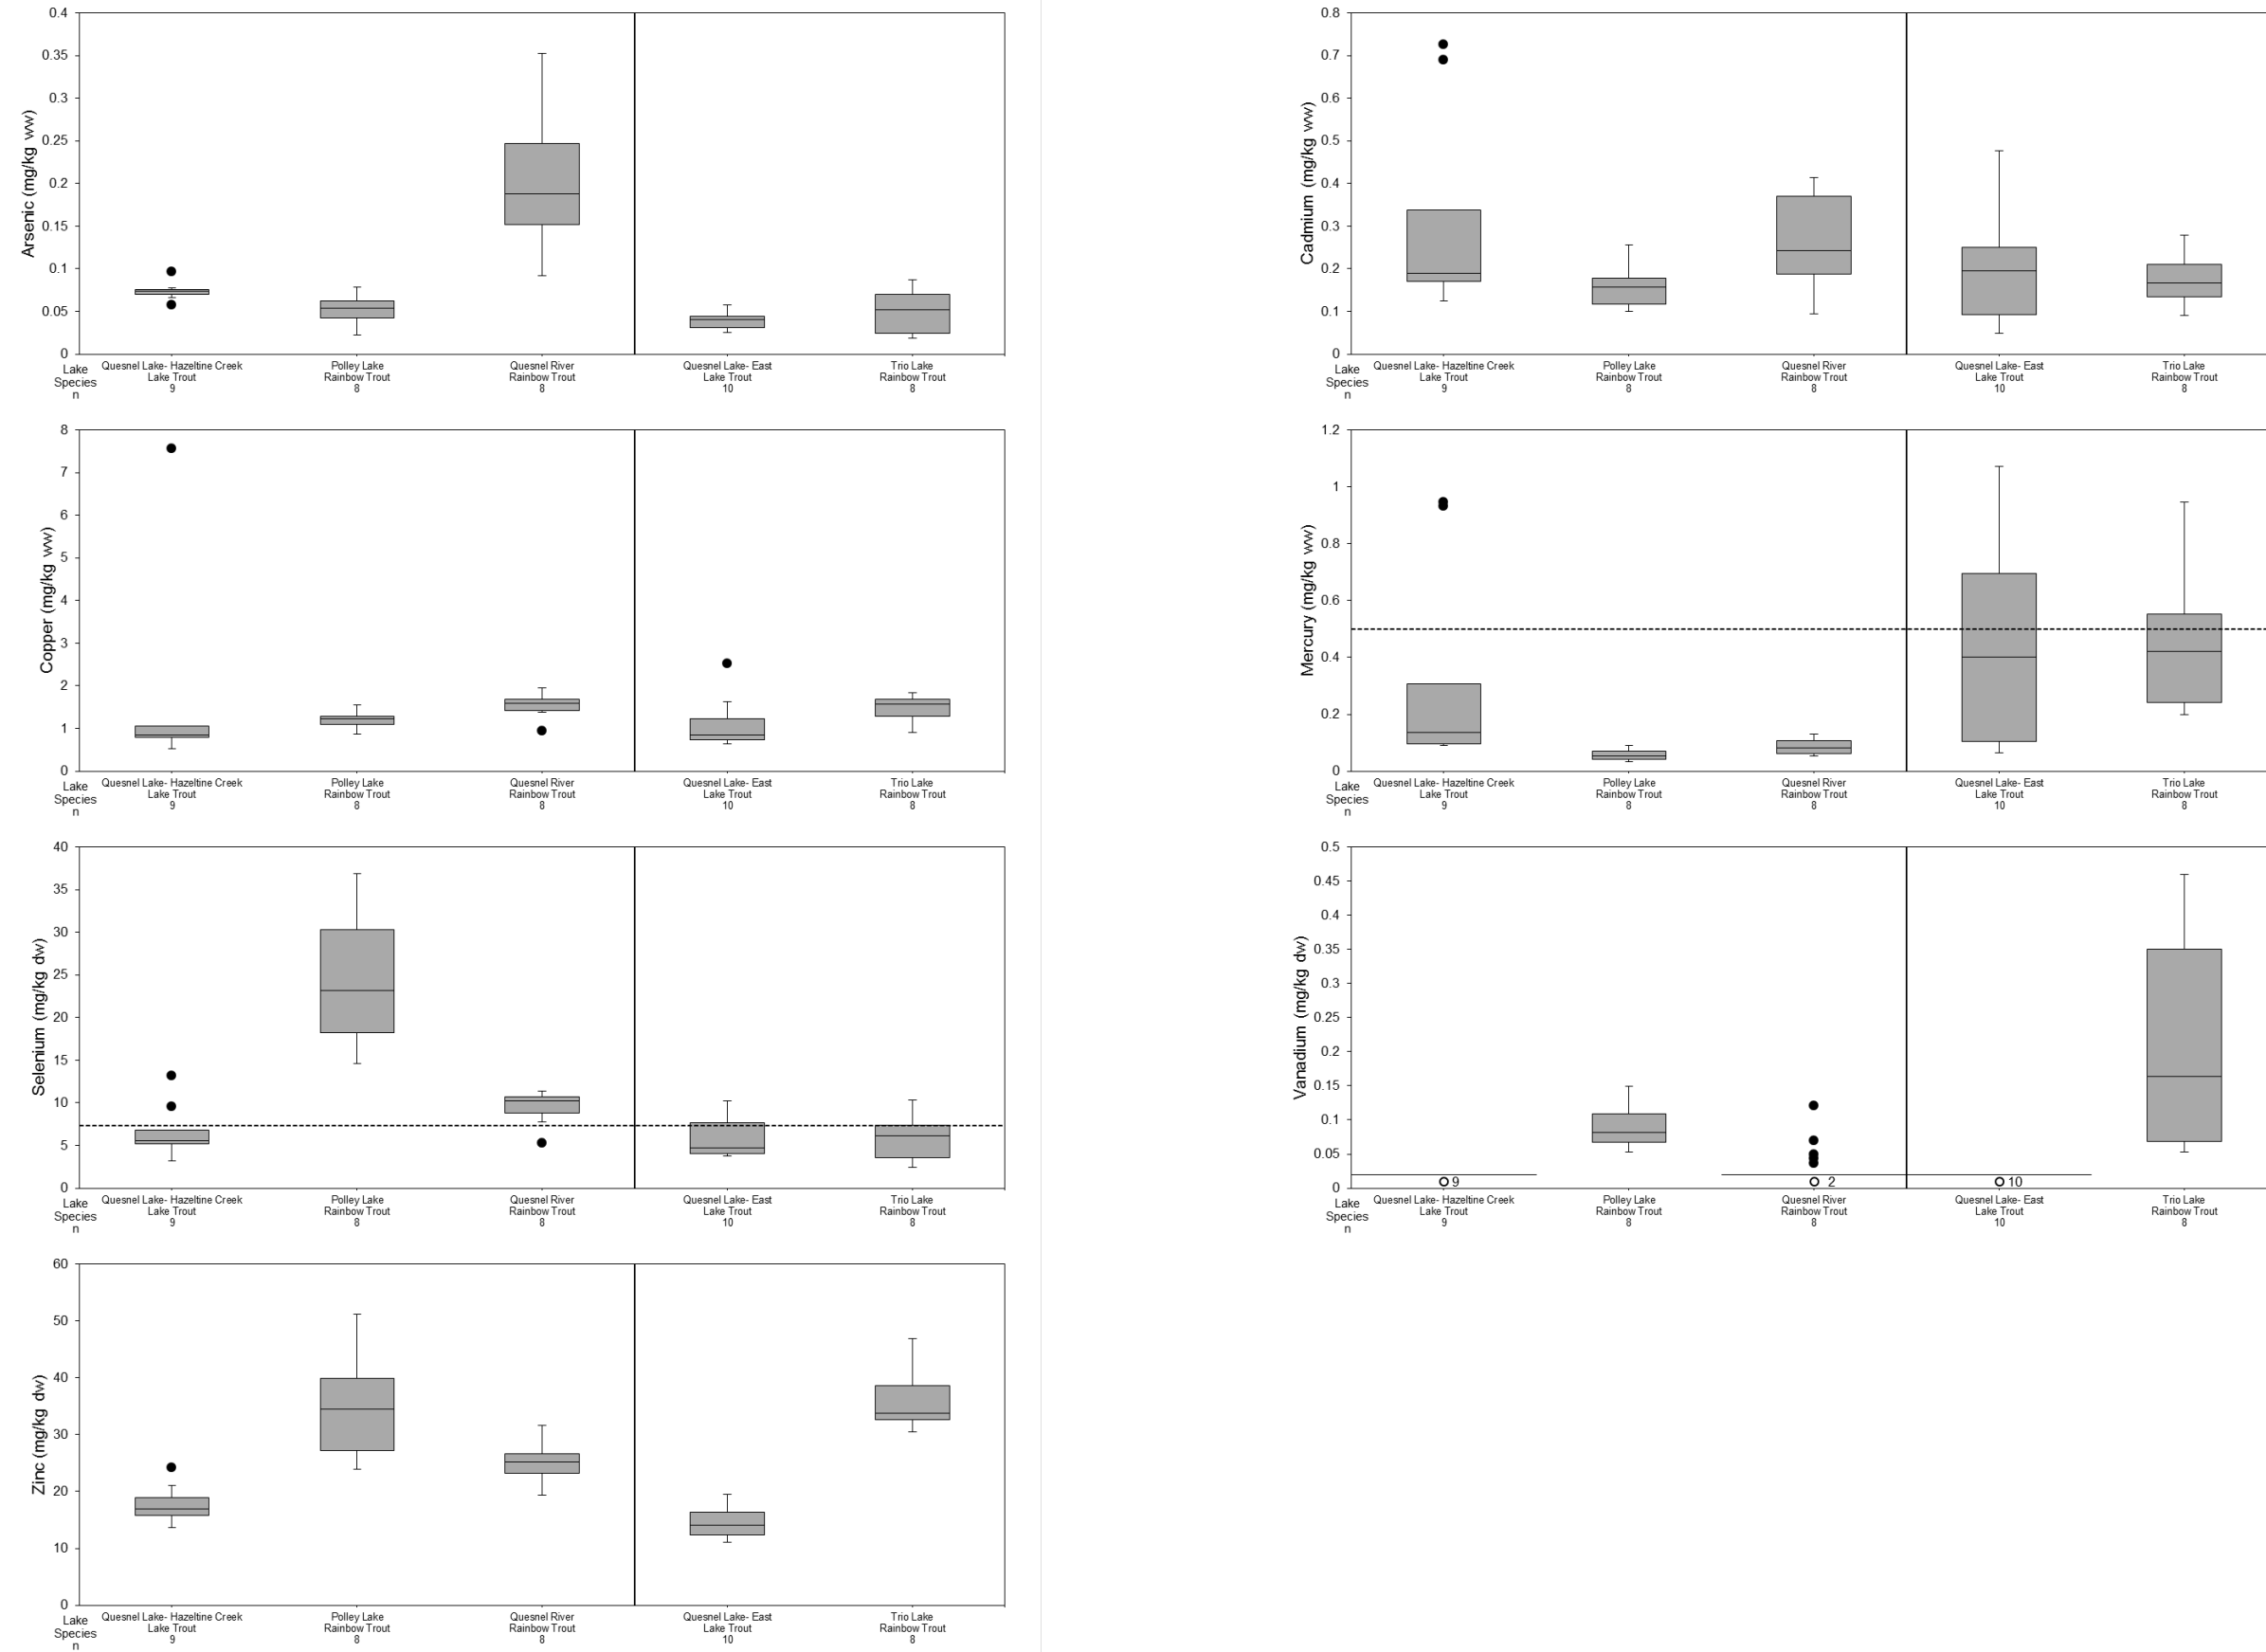 0.4
0.35
0.3
0.25
0.2
0.15
0.1
0.05
0
Arsenic (mg/kg ww)
Lake Quesnel Lake- Hazeltine Creek Polley Lake Quesnel River Quesnel Lake- East Trio Lake
Species Lake Trout Rainbow Trout Rainbow Trout Lake Trout Rainbow Trout
n 9 8 8 10 8
0.8
0.7
0.6
0.5
0.4
0.3
0.2
0.1
0
Cadmium (mg/kg ww)
Lake Quesnel Lake- Hazeltine Creek Polley Lake Quesnel River Quesnel Lake- East Trio Lake
Species Lake Trout Rainbow Trout Rainbow Trout Lake Trout Rainbow Trout
n 9 8 8 10 8
8
7
6
5
4
3
2
1
0
Copper (mg/kg ww)
Lake Quesnel Lake- Hazeltine Creek Polley Lake Quesnel River Quesnel Lake- East Trio Lake
Species Lake Trout Rainbow Trout Rainbow Trout Lake Trout Rainbow Trout
n 9 8 8 10 8
1.2
1
0.8
0.6
0.4
0.2
0
Mercury (mg/kg ww)
Lake Quesnel Lake- Hazeltine Creek Polley Lake Quesnel River Quesnel Lake- East Trio Lake
Species Lake Trout Rainbow Trout Rainbow Trout Lake Trout Rainbow Trout
n 9 8 8 10 8
40
35
30
25
20
15
10
5
0
Selenium (mg/kg dw)
Lake Quesnel Lake- Hazeltine Creek Polley Lake Quesnel River Quesnel Lake- East Trio Lake
Species Lake Trout Rainbow Trout Rainbow Trout Lake Trout Rainbow Trout
n 9 8 8 10 8
0.5
0.45
0.4
0.35
0.3
0.25
0.2
0.15
0.1
0.05
0
Vanadium (mg/kg dw)
9 2 10
Lake Quesnel Lake- Hazeltine Creek Polley Lake Quesnel River Quesnel Lake- East Trio Lake
Species Lake Trout Rainbow Trout Rainbow Trout Lake Trout Rainbow Trout
n 9 8 8 10 8
60
50
40
30
20
10
0
Zinc (mg/kg dw)
Lake Quesnel Lake- Hazeltine Creek Polley Lake Quesnel River Quesnel Lake- East Trio Lake
Species Lake Trout Rainbow Trout Rainbow Trout Lake Trout Rainbow Trout
n 9 8 8 10 8